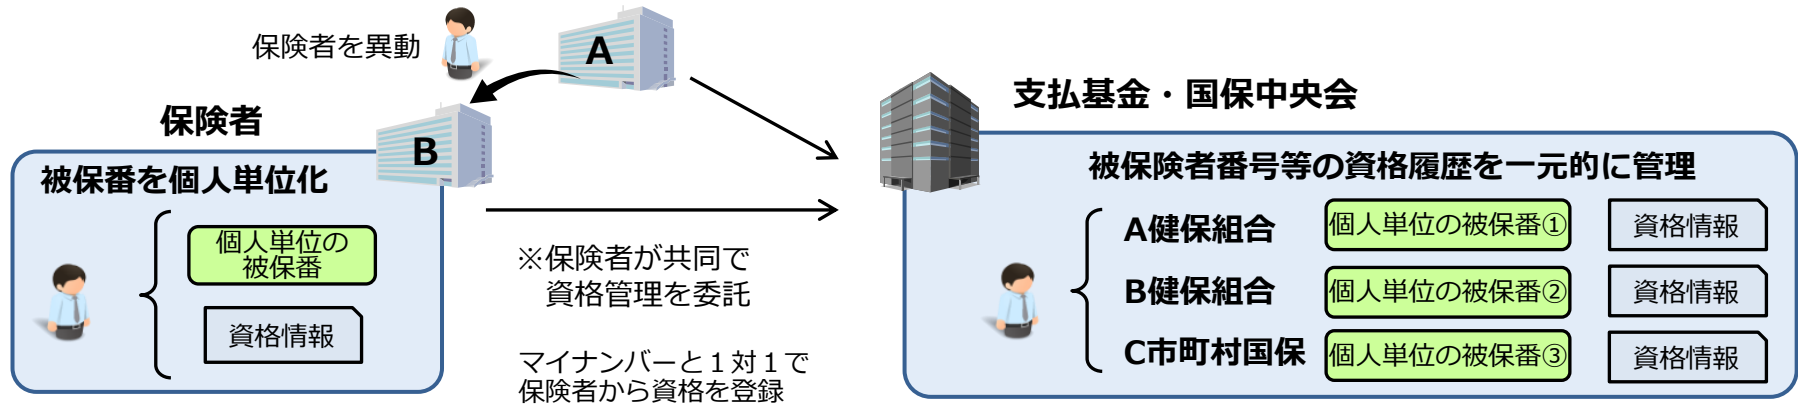 保険者を異動
A
B
保険者
被保番を個人単位化
個人単位の
被保番
資格情報
※保険者が共同で
資格管理を委託
マイナンバーと１対１で
保険者から資格を登録
支払基金・国保中央会
被保険者番号等の資格履歴を一元的に管理
A健保組合 個人単位の被保番① 資格情報
B健保組合 個人単位の被保番② 資格情報
C市町村国保 個人単位の被保番③ 資格情報